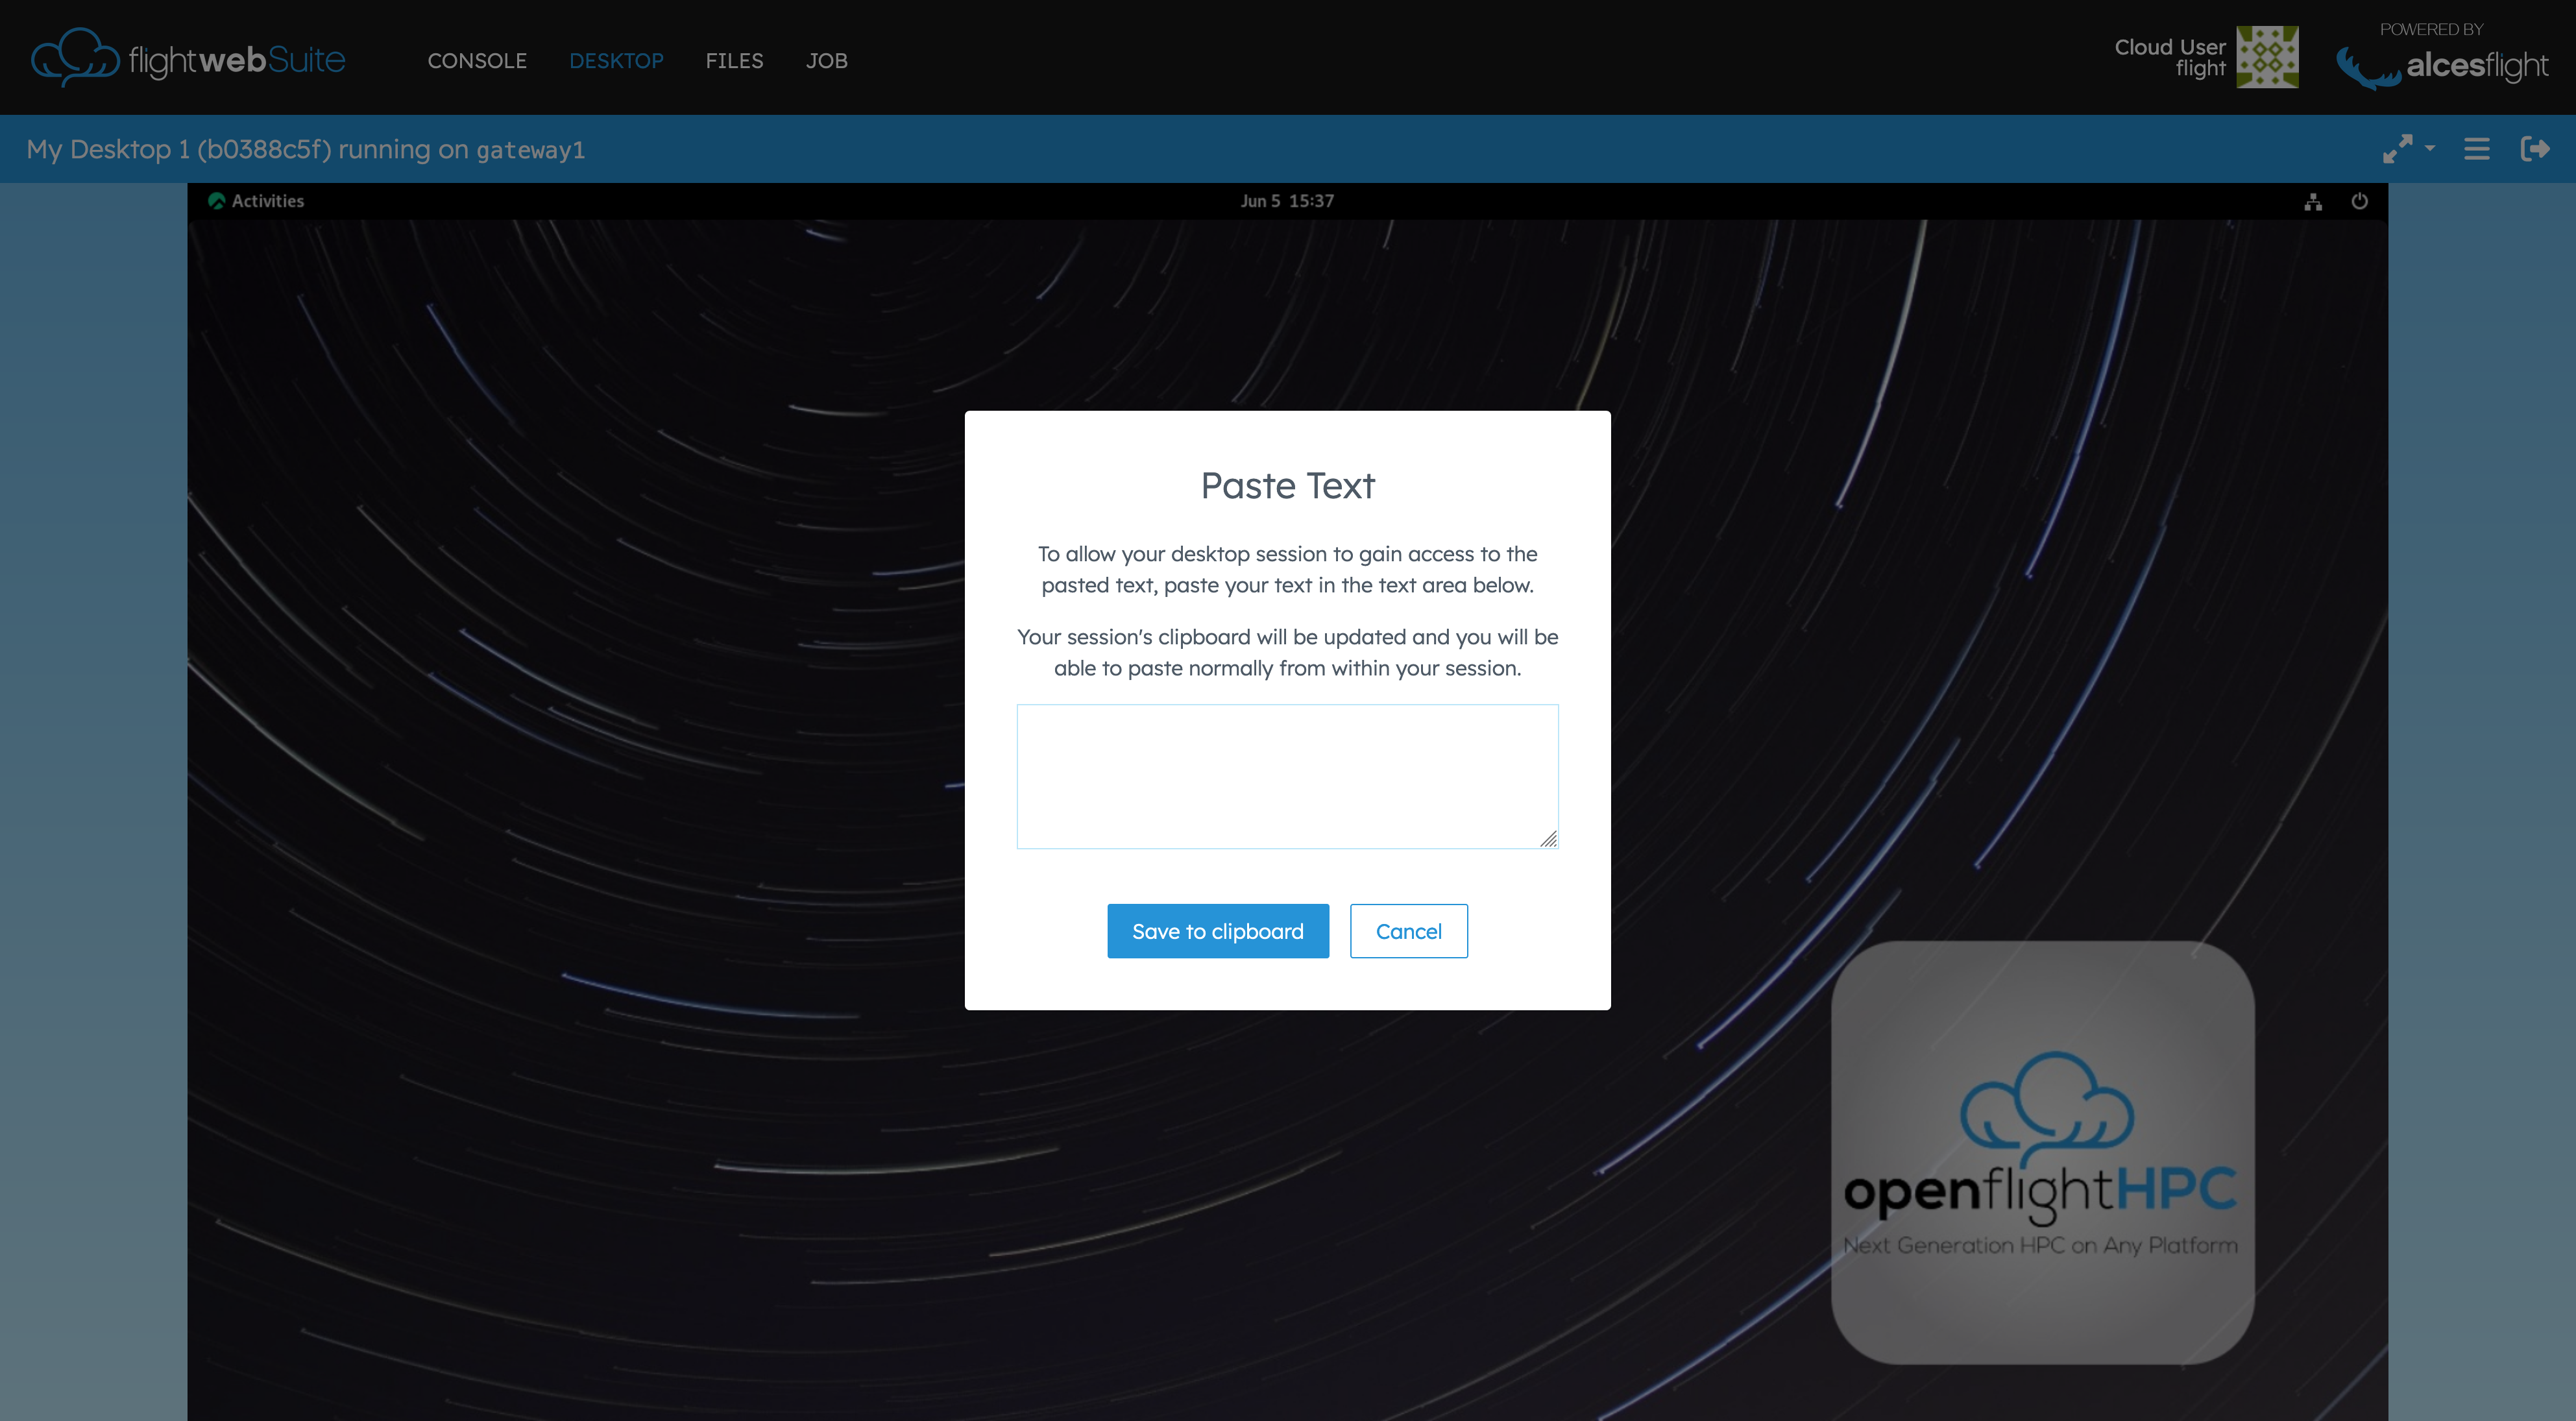 flightwebSuite
CONSOLE
DESKTOP
FILES
JOB
Cloud User
flight
POWERED BY
alcesflight
My Desktop 1 (b0388c5f) running on gateway1
Activities
Jun 5 15:37
Paste Text
To allow your desktop session to gain access to the
pasted text, paste your text in the text area below.
Your session's clipboard will be updated and you will be
able to paste normally from within your session.
Save to clipboard
Cancel
openflightHPC
Next Generation HPC on Any Platform